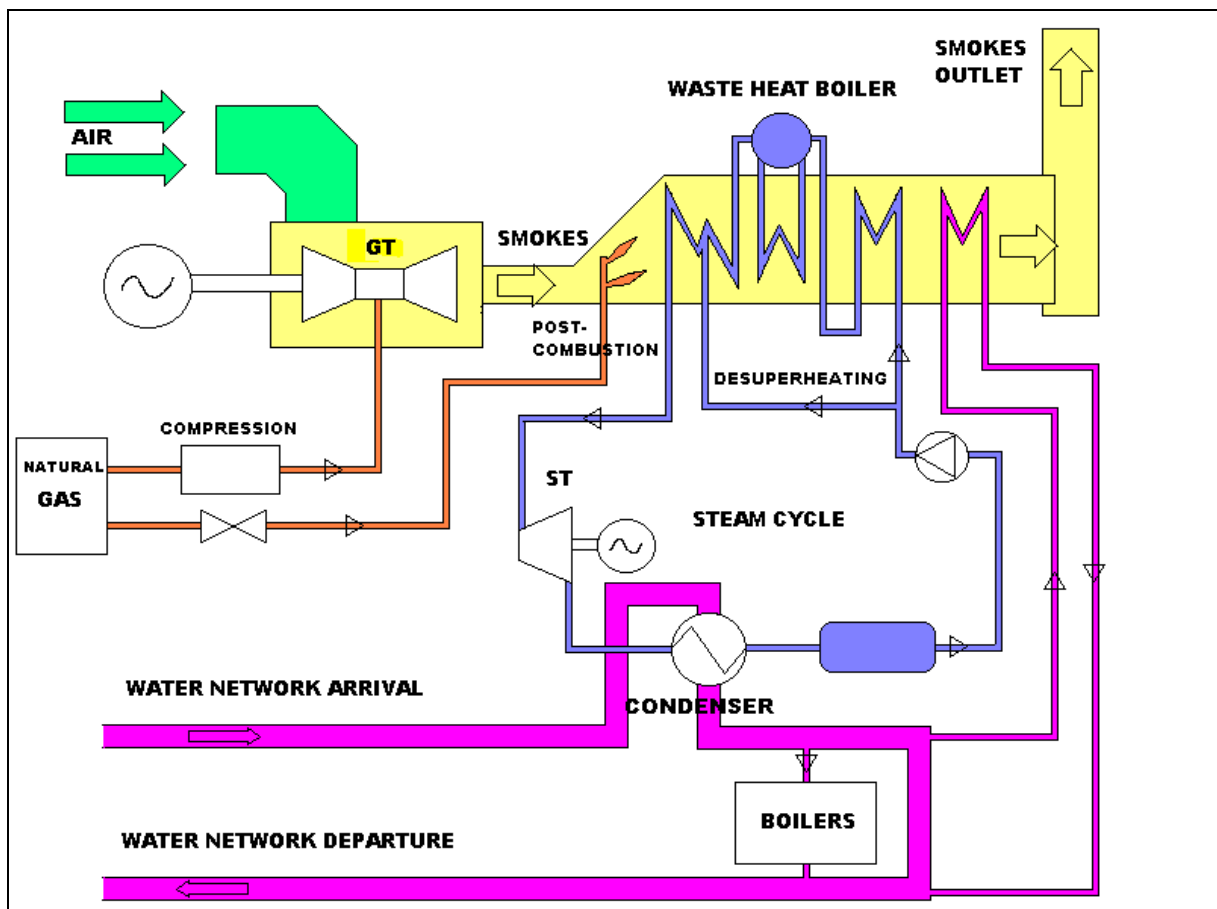 SMOKES
OUTLET
WASTE HEAT BOILER
AIR
GT
SMOKES
POST-
COMBUSTION
DESUPERHEATING
COMPRESSION
NATURAL
GAS
ST
STEAM CYCLE
WATER NETWORK ARRIVAL
CONDENSER
BOILERS
WATER NETWORK DEPARTURE